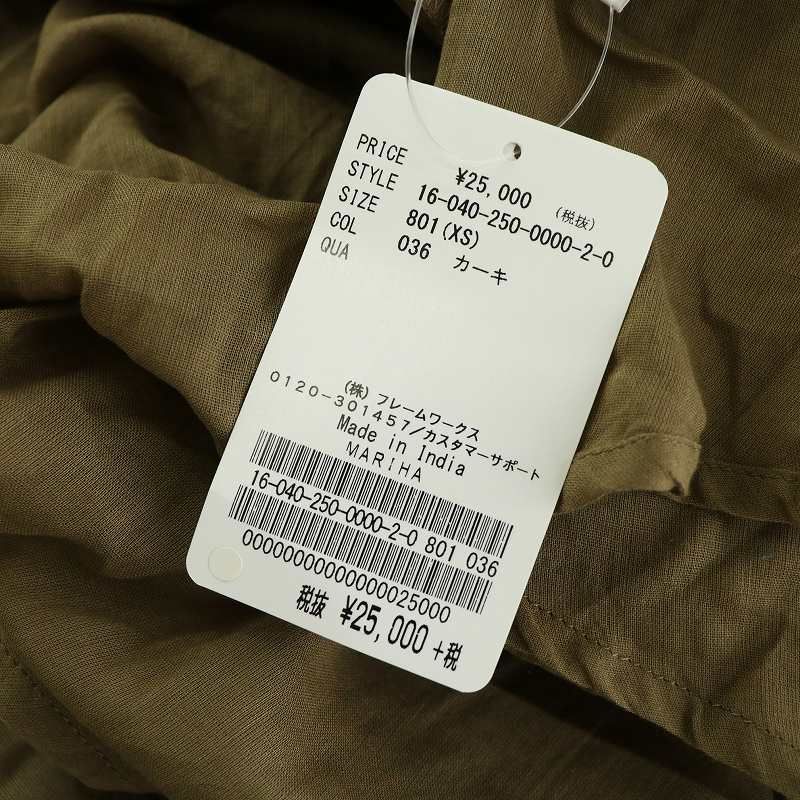 PRICE ¥25,000 (税抜)
STYLE 16-040-250-0000-2-0
SIZE 801(XS)
COL 036 カーキ
QUA
(株)フレームワークス
0120-301457/カスタマーサポート
Made in India
MARIHA
16-040-250-0000-2-0 801 036
0000000000000025000
税抜 ¥25,000 +税